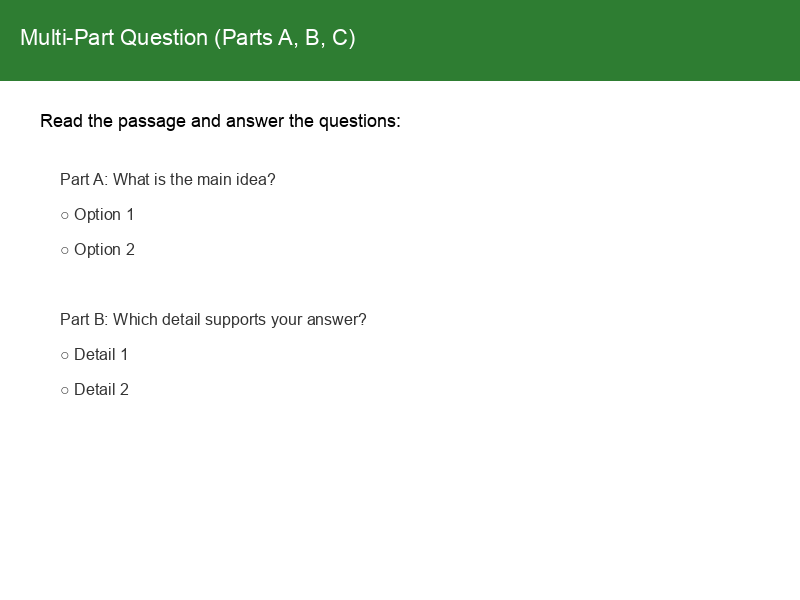 Multi-Part Question (Parts A, B, C)
Read the passage and answer the questions:
Part A: What is the main idea?
○ Option 1
○ Option 2
Part B: Which detail supports your answer?
○ Detail 1
○ Detail 2